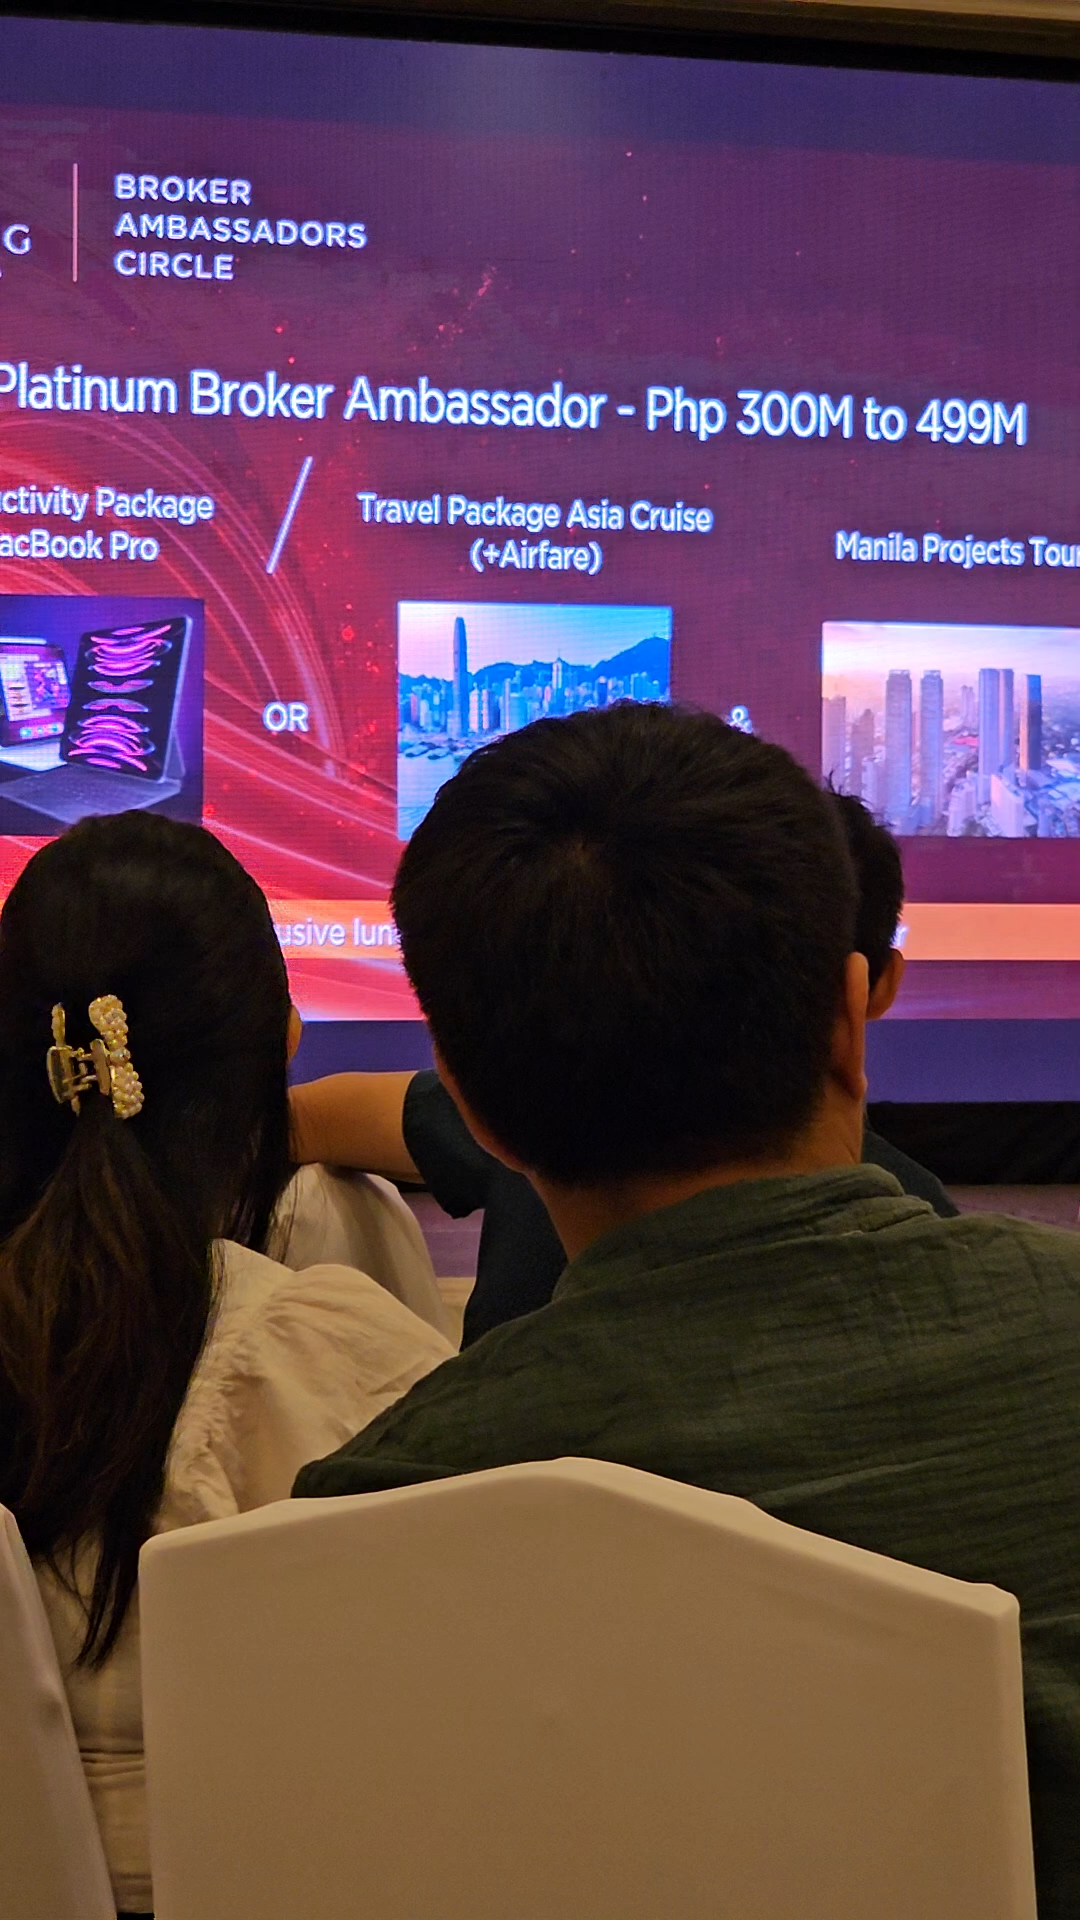 G
BROKER
AMBASSADORS
CIRCLE
Platinum Broker Ambassador - Php 300M to 499M
ctivity Package
acBook Pro
/
Travel Package Asia Cruise
(+Airfare)
Manila Projects Tour
OR
&
usive lun
r